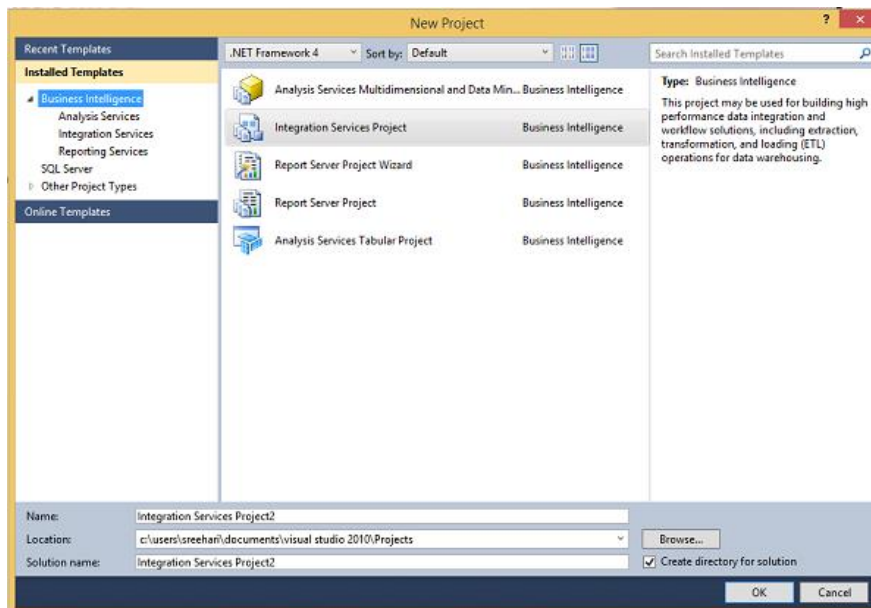 New Project
?
Recent Templates
Installed Templates
Business Intelligence
Analysis Services
Integration Services
Reporting Services
SQL Server
Other Project Types
Online Templates
.NET Framework 4
Sort by: Default
Analysis Services Multidimensional and Data Min... Business Intelligence
Integration Services Project Business Intelligence
Report Server Project Wizard Business Intelligence
Report Server Project Business Intelligence
Analysis Services Tabular Project Business Intelligence
Search Installed Templates
Type: Business Intelligence
This project may be used for building high
performance data integration and
workflow solutions, including extraction,
transformation, and loading (ETL)
operations for data warehousing.
Name: Integration Services Project2
Location: c:\users\sreehari\documents\visual studio 2010\Projects
Browse...
Solution name: Integration Services Project2
Create directory for solution
OK
Cancel